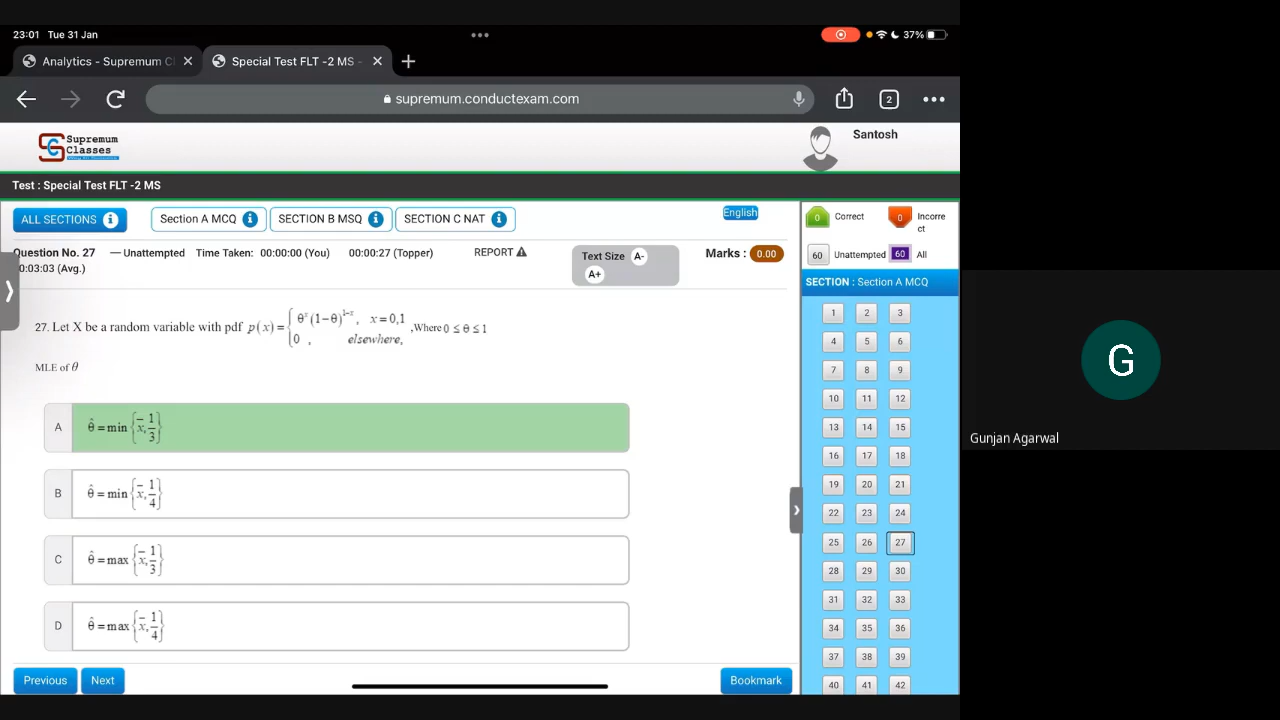 23:01 Tue 31 Jan
37%
Analytics - Supremum Cl
Special Test FLT -2 MS -
supremum.conductexam.com
2
Supremum
Classes
Santosh
Test : Special Test FLT -2 MS
ALL SECTIONS
Section A MCQ
SECTION B MSQ
SECTION C NAT
English
0 Correct
0 Incorre
ct
Question No. 27 — Unattempted Time Taken: 00:00:00 (You) 00:00:27 (Topper) REPORT
00:03:03 (Avg.)
Text Size A-
A+
Marks : 0.00
60 Unattempted 60 All
SECTION : Section A MCQ
27. Let X be a random variable with pdf p(x) = { θ^x (1−θ)^{1−x}, x = 0,1
0 , elsewhere,
,Where 0 ≤ θ ≤ 1
MLE of θ
A θ̂ = min {x̄, 1/3}
B θ̂ = min {x̄, 1/4}
C θ̂ = max {x̄, 1/3}
D θ̂ = max {x̄, 1/4}
Previous Next Bookmark
1 2 3
4 5 6
7 8 9
10 11 12
13 14 15
16 17 18
19 20 21
22 23 24
25 26 27
28 29 30
31 32 33
34 35 36
37 38 39
40 41 42
G
Gunjan Agarwal